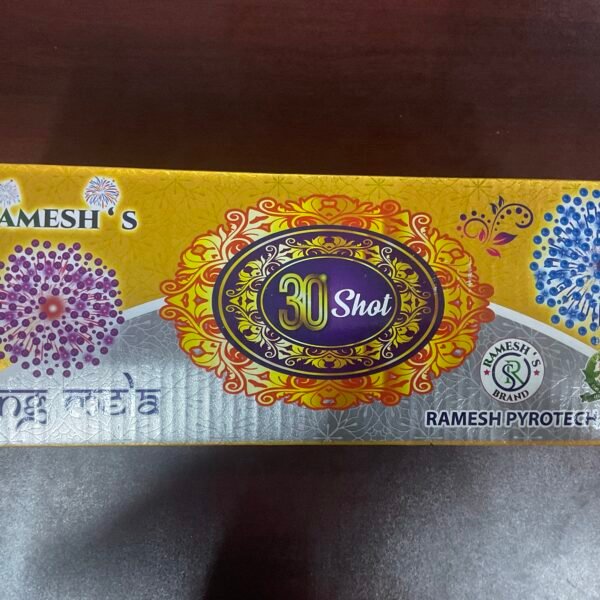 AMESH'S
30 Shot
RAMESH'S
R
BRAND
RAMESH PYROTECH